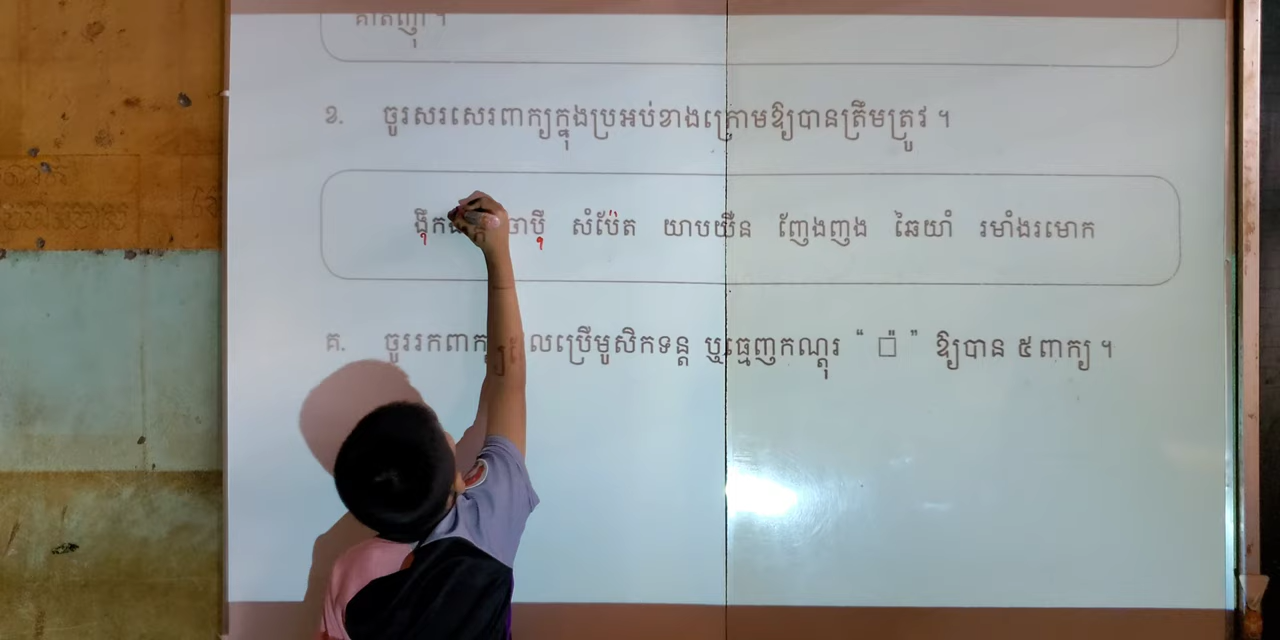 ខ. ចូរសរសេរពាក្យក្នុងប្រអប់ខាងក្រោមឱ្យបានត្រឹមត្រូវ ។
សំប៉ែត យាបយឺន ញែងញង ឆៃយាំ រមាំងរមោក
គ. ចូររកពាក្យ ប្រើមូសិកទន្ត ឬធ្មេញកណ្ដុរ “ ៉ ” ឱ្យបាន ៥ពាក្យ ។